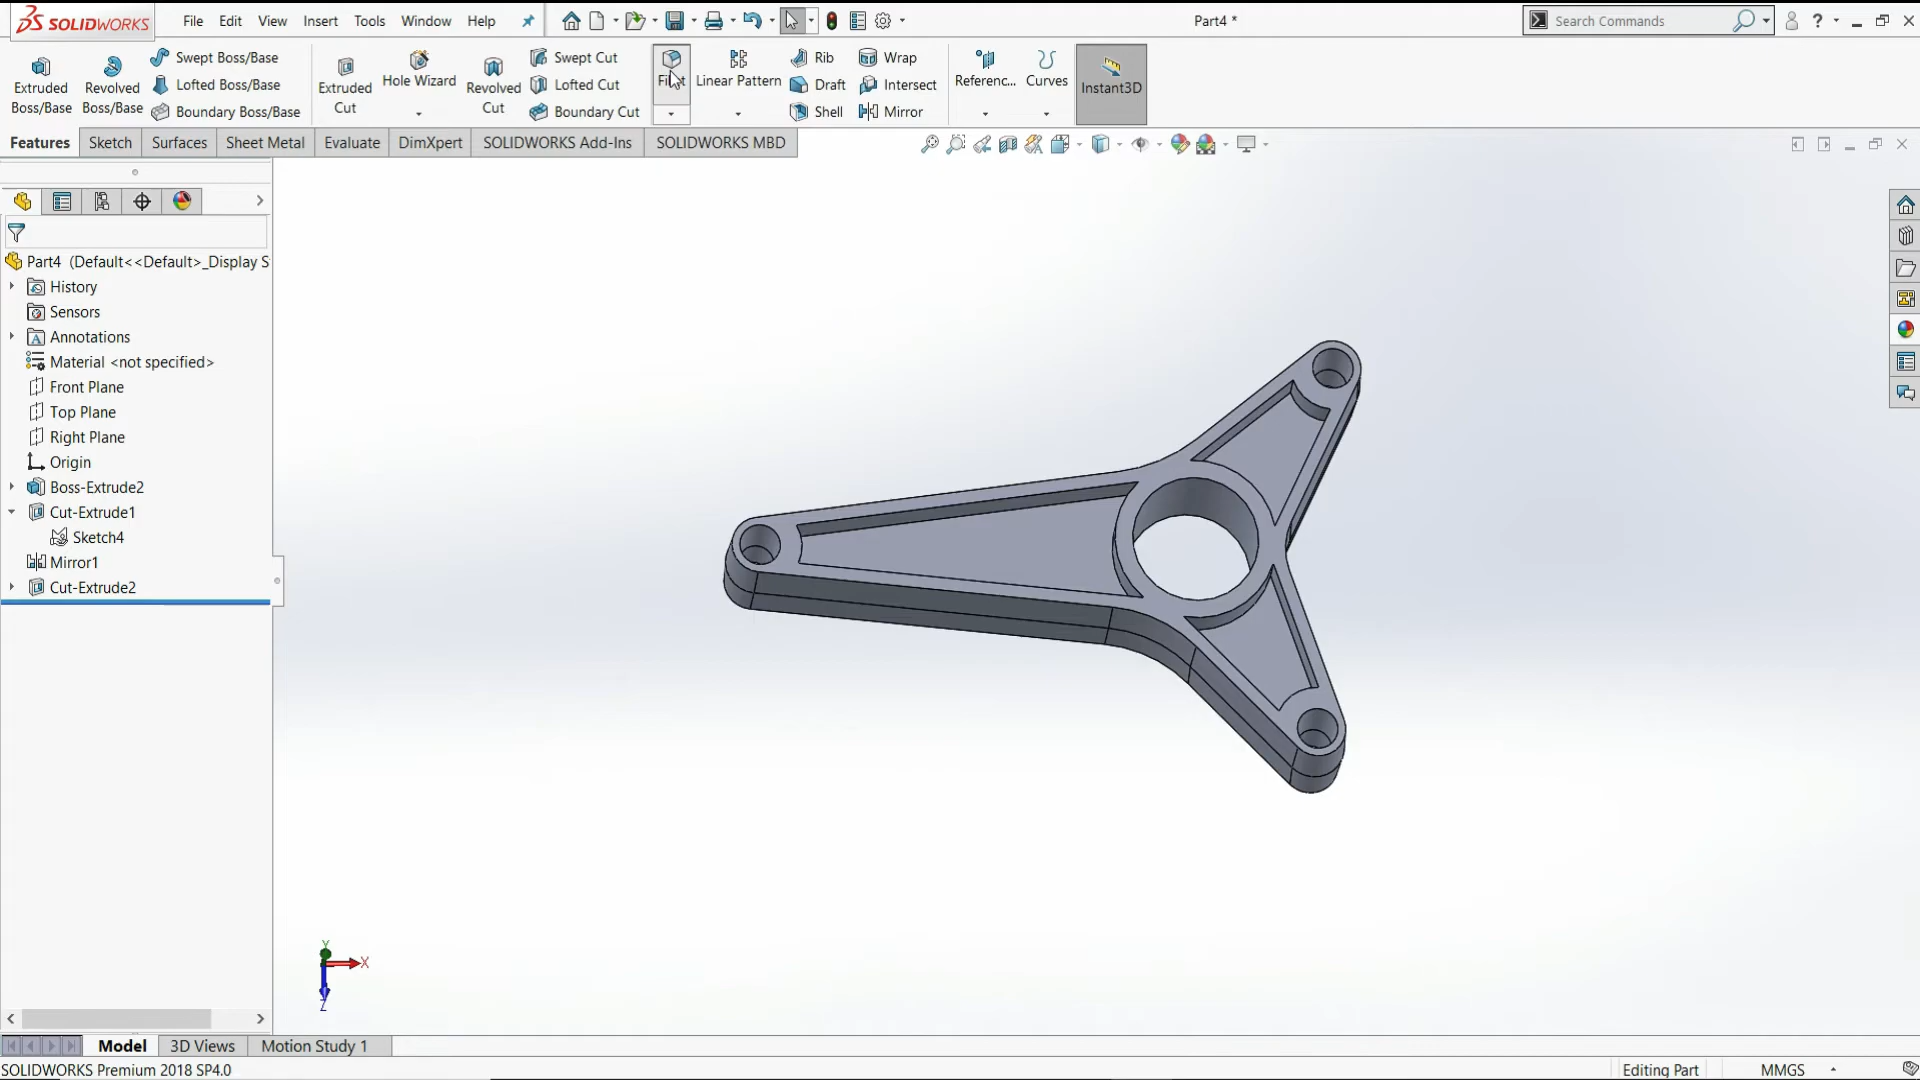 SOLIDWORKS File Edit View Insert Tools Window Help Part4 * Search Commands ?
Extruded Boss/Base
Revolved Boss/Base
Swept Boss/Base
Lofted Boss/Base
Boundary Boss/Base
Extruded Cut
Hole Wizard
Revolved Cut
Swept Cut
Lofted Cut
Boundary Cut
Linear Pattern
Rib
Draft
Shell
Wrap
Intersect
Mirror
Referenc...
Curves
Instant3D
Features Sketch Surfaces Sheet Metal Evaluate DimXpert SOLIDWORKS Add-Ins SOLIDWORKS MBD
Part4 (Default<<Default>_Display S
History
Sensors
Annotations
Material <not specified>
Front Plane
Top Plane
Right Plane
Origin
Boss-Extrude2
Cut-Extrude1
Sketch4
Mirror1
Cut-Extrude2
Y
X
Z
Model 3D Views Motion Study 1
SOLIDWORKS Premium 2018 SP4.0 Editing Part MMGS